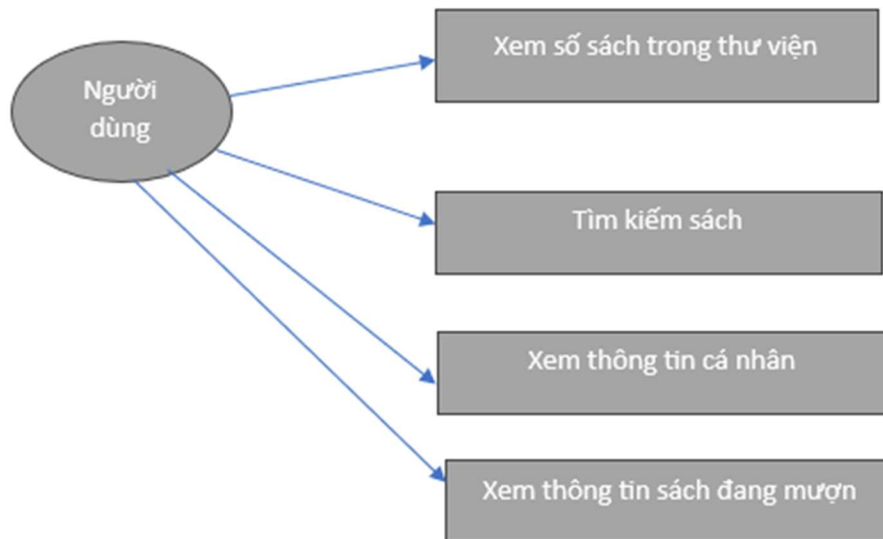 Người
dùng
Xem số sách trong thư viện
Tìm kiếm sách
Xem thông tin cá nhân
Xem thông tin sách đang mượn